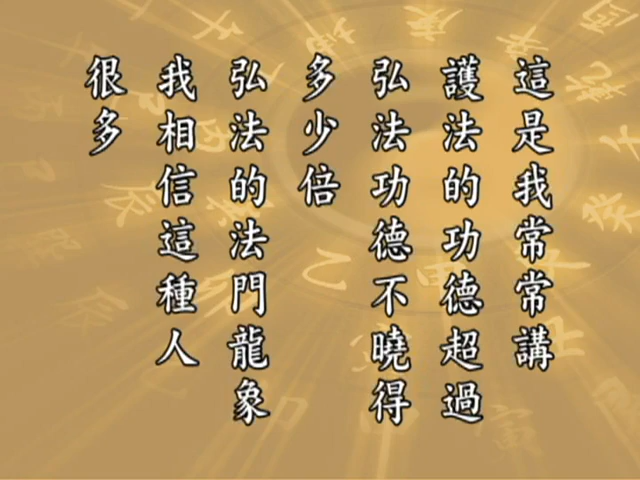 這是我常常講
護法的功德超過
弘法功德不曉得
多少倍
弘法的法門龍象
我相信這種人
很多